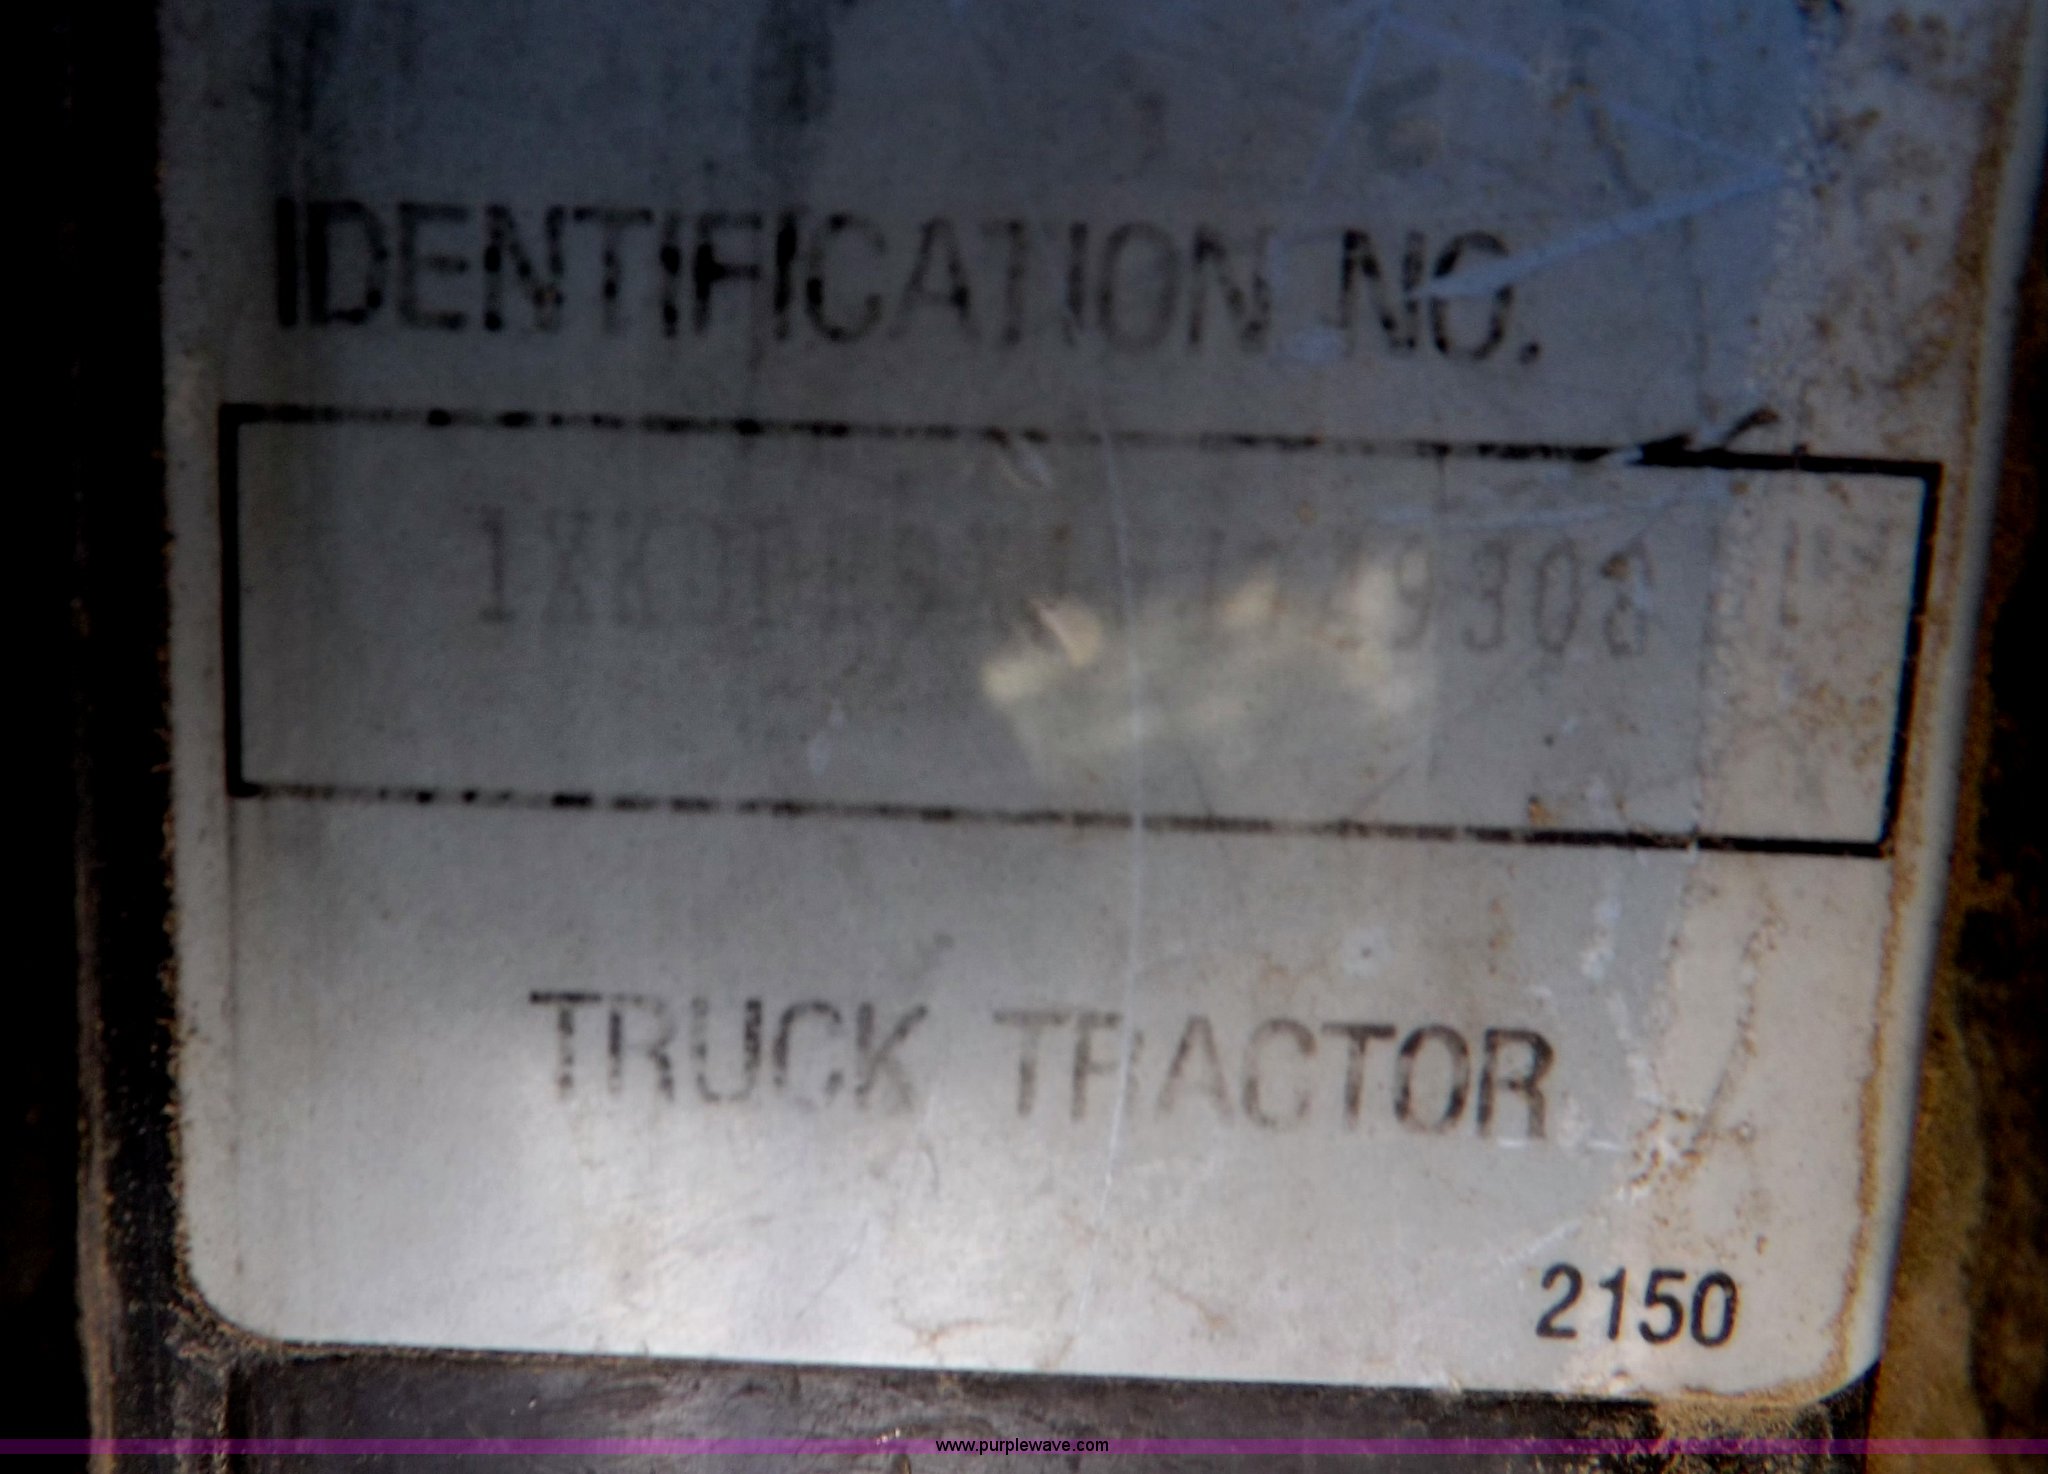 IDENTIFICATION NO.
TRUCK TRACTOR
2150
www.purplewave.com